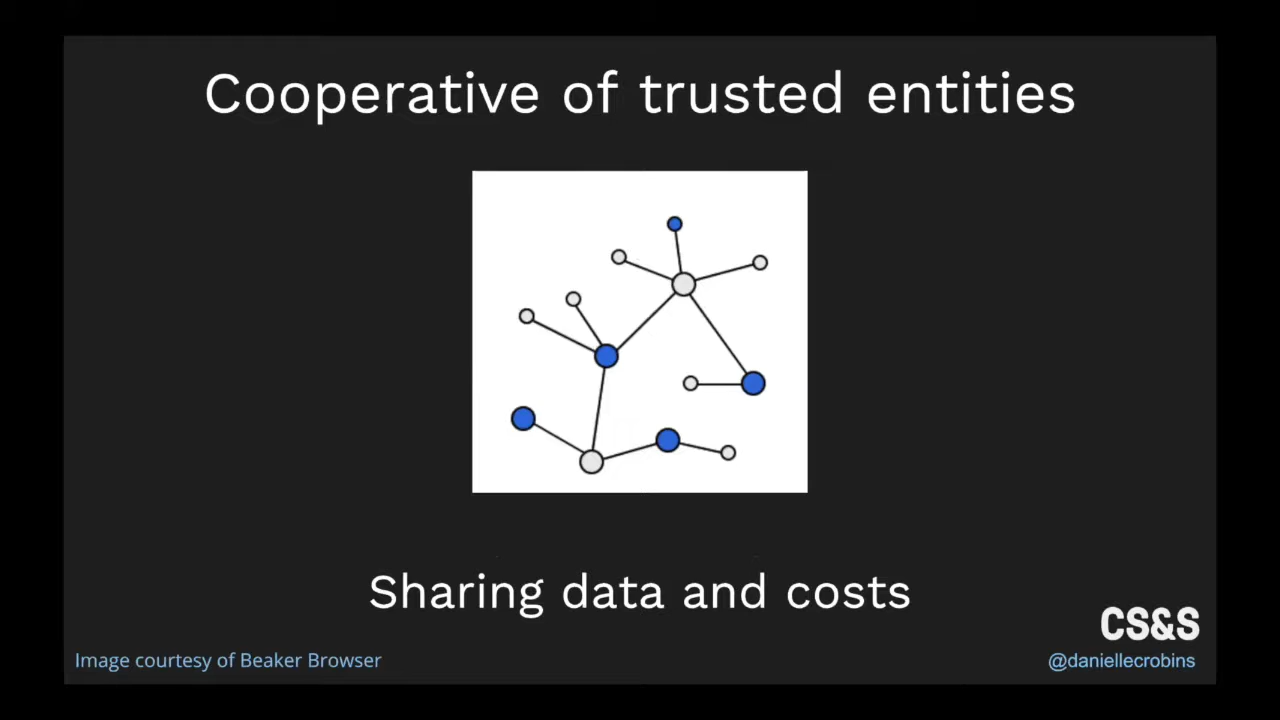 Cooperative of trusted entities
Sharing data and costs
CS&S
Image courtesy of Beaker Browser
@daniellecrobins